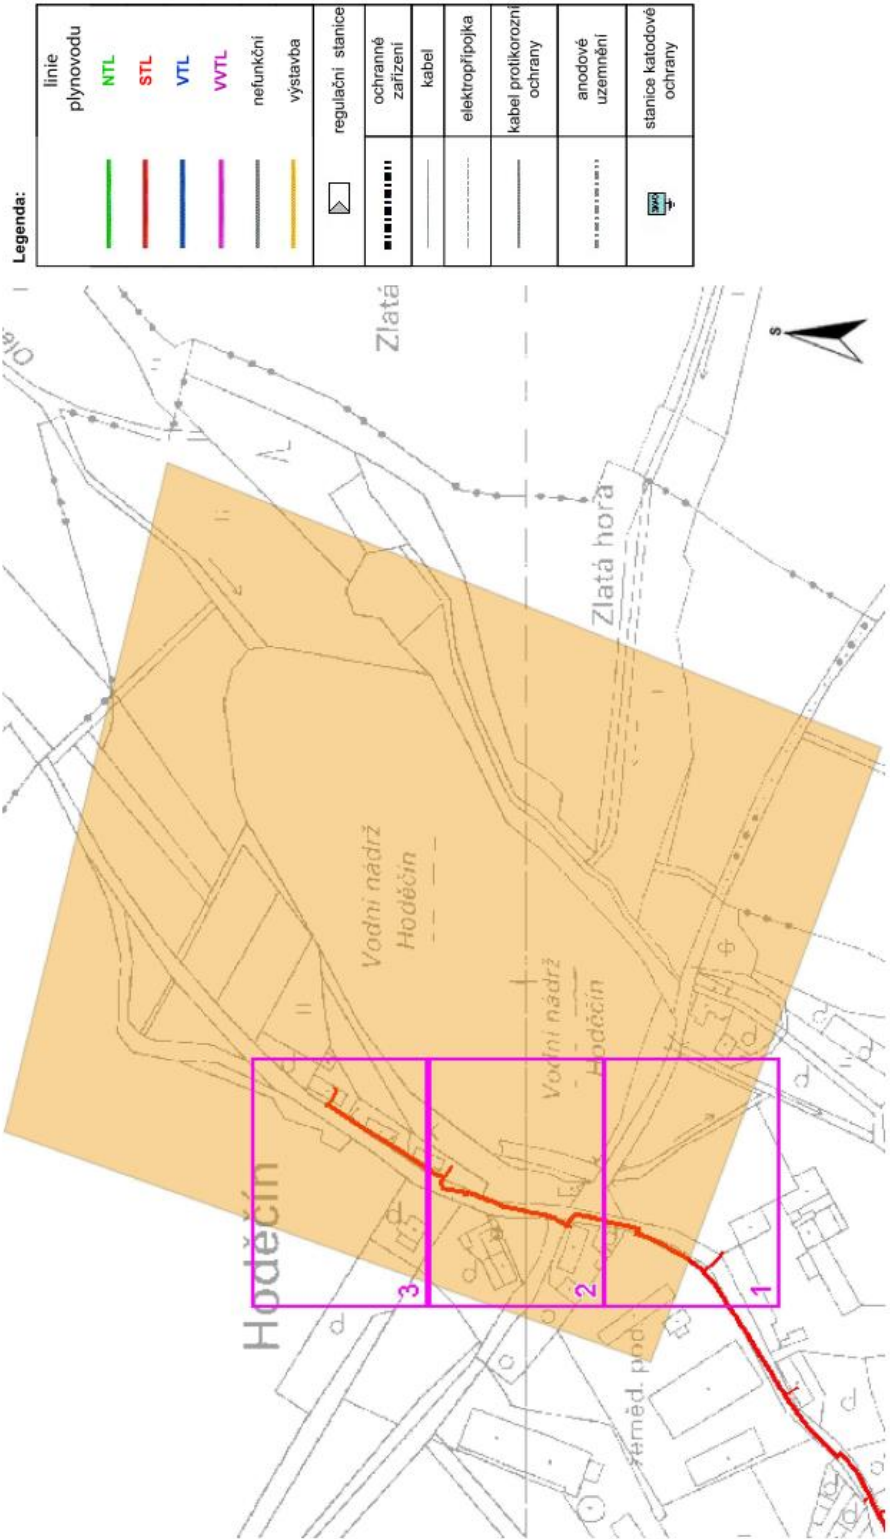 Legenda:
linie
plynovodu
NTL
STL
VTL
VVTL
nefunkční
výstavba
regulační stanice
ochranné
zařízení
kabel
elektropřípojka
kabel protikorozní
ochrany
anodové
uzemnění
stanice katodové
ochrany
S
Zlatá
Zlatá hora
Vodní nádrž
Hoděčín
Vodní nádrž
Hoděčín
Hoděčín
3
2
1